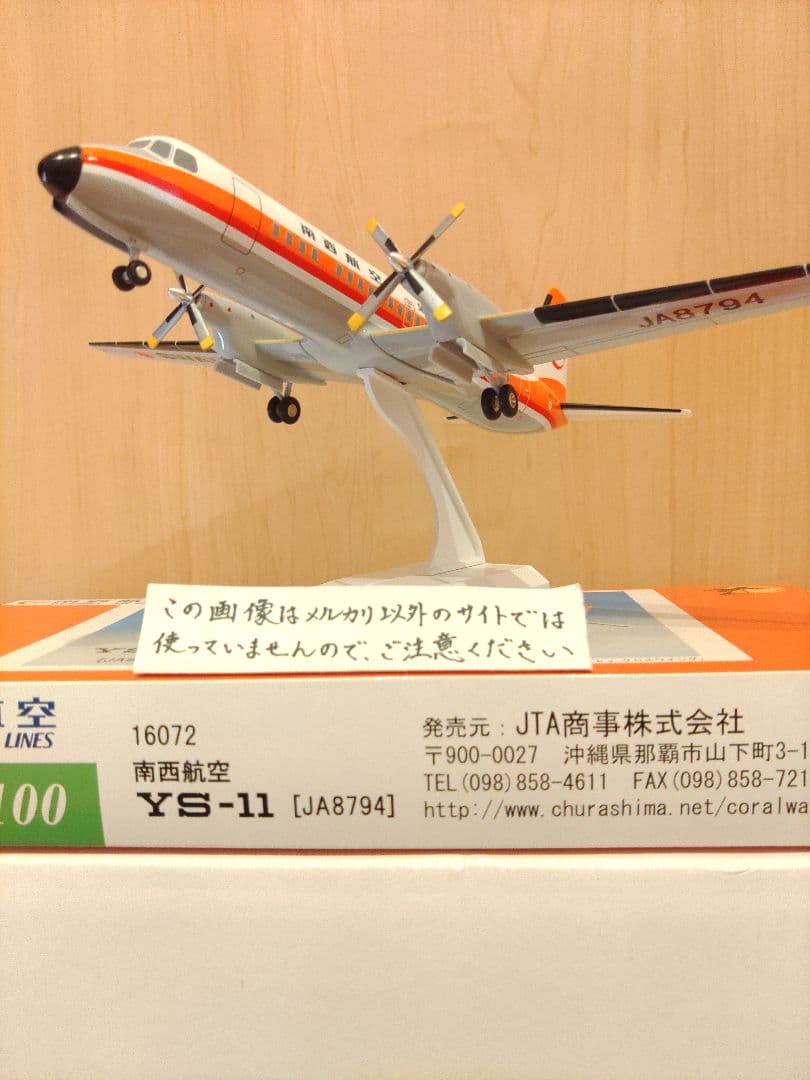 南西航空
JA8794
この画像はメルカリ以外のサイトでは
使っていませんので、ご注意ください
空
LINES
100
16072
南西航空
YS-11 [JA8794]
発売元：JTA商事株式会社
〒900-0027 沖縄県那覇市山下町3-1
TEL(098)858-4611 FAX(098)858-721
http://www.churashima.net/coralwa